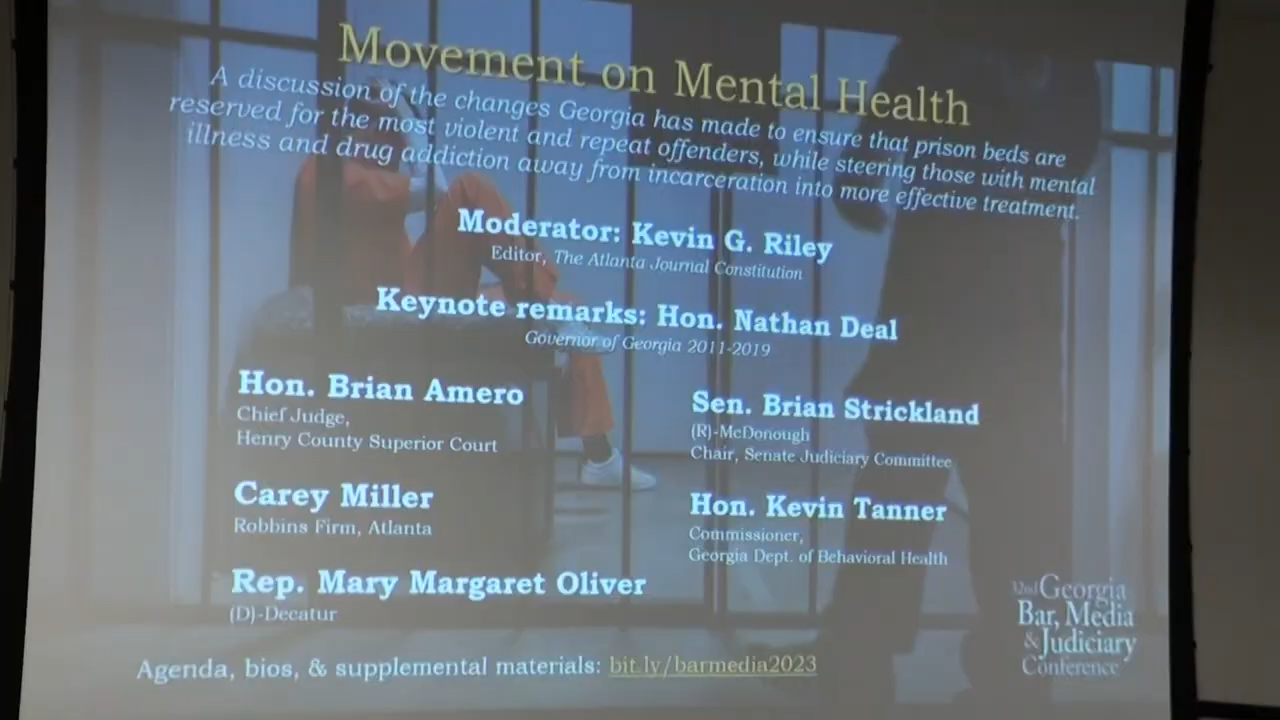 Movement on Mental Health
A discussion of the changes Georgia has made to ensure that prison beds are
reserved for the most violent and repeat offenders, while steering those with mental
illness and drug addiction away from incarceration into more effective treatment.
Moderator: Kevin G. Riley
Editor, The Atlanta Journal Constitution
Keynote remarks: Hon. Nathan Deal
Governor of Georgia 2011-2019
Hon. Brian Amero
Chief Judge,
Henry County Superior Court
Sen. Brian Strickland
(R)-McDonough
Chair, Senate Judiciary Committee
Carey Miller
Robbins Firm, Atlanta
Hon. Kevin Tanner
Commissioner,
Georgia Dept. of Behavioral Health
Rep. Mary Margaret Oliver
(D)-Decatur
32nd Georgia
Bar, Media
& Judiciary
Conference
Agenda, bios, & supplemental materials: bit.ly/barmedia2023